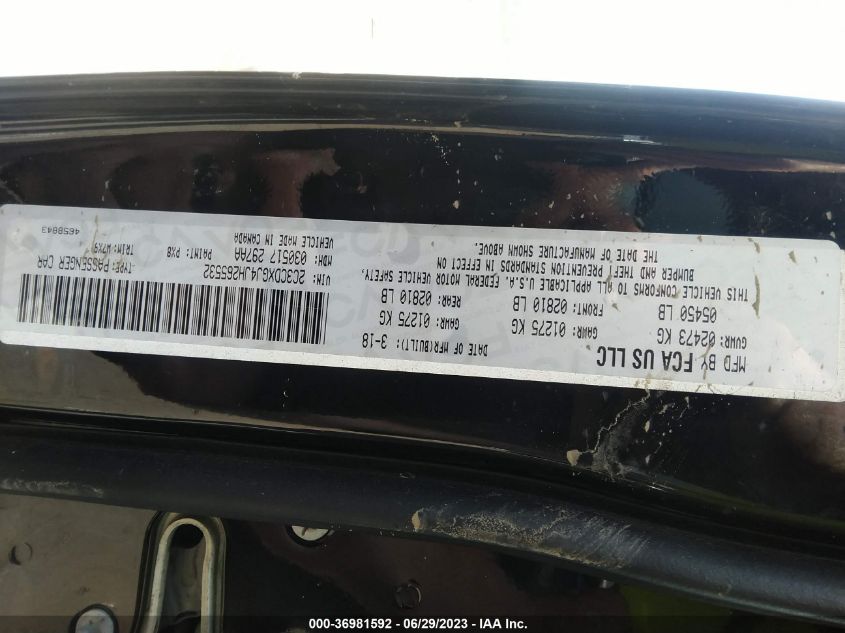 MFD BY FCA US LLC
DATE OF MFR(BUILT): 3-18
GVWR: 02473 KG
GAWR: 01275 KG
GAWR: 01275 KG
05450 LB
FRONT: 02810 LB
REAR: 02810 LB
THIS VEHICLE CONFORMS TO ALL APPLICABLE U.S.A. FEDERAL MOTOR VEHICLE SAFETY,
BUMPER AND THEFT PREVENTION STANDARDS IN EFFECT ON
THE DATE OF MANUFACTURE SHOWN ABOVE.
VIN: 2C3CDXGJ4JH265532
TYPE: PASSENGER CAR
MDH: 030517 297AA
PAINT: PX8
TRIM: M7X9
VEHICLE MADE IN CANADA
4658843
000-36981592 - 06/29/2023 - IAA Inc.